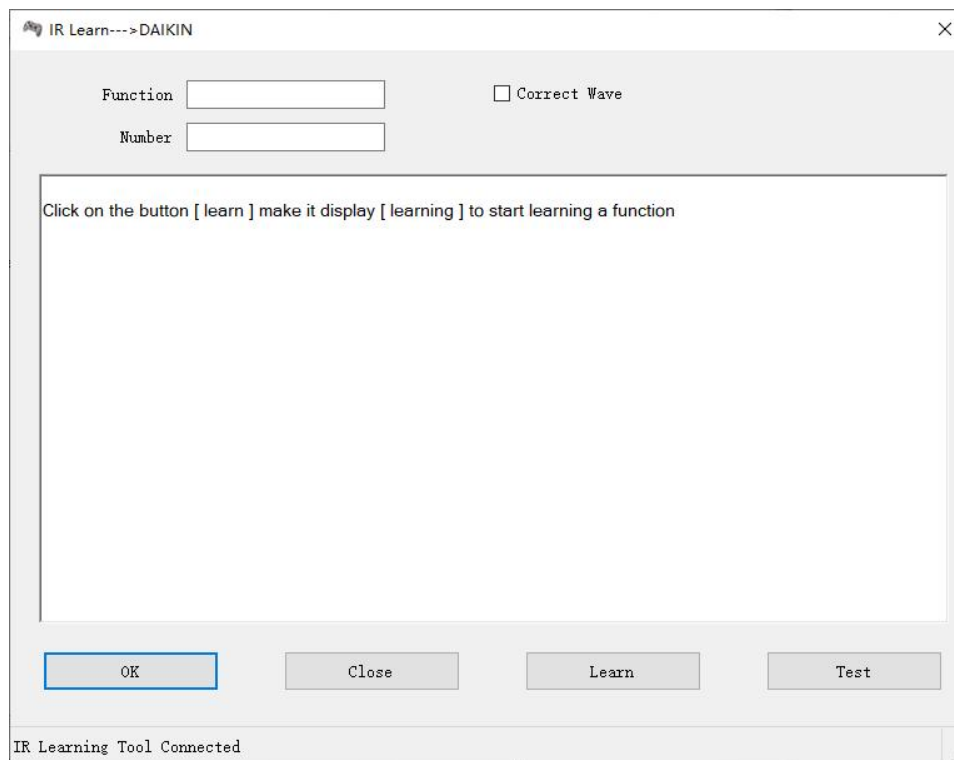 IR Learn--->DAIKIN
Function
Correct Wave
Number
Click on the button [ learn ] make it display [ learning ] to start learning a function
OK Close Learn Test
IR Learning Tool Connected